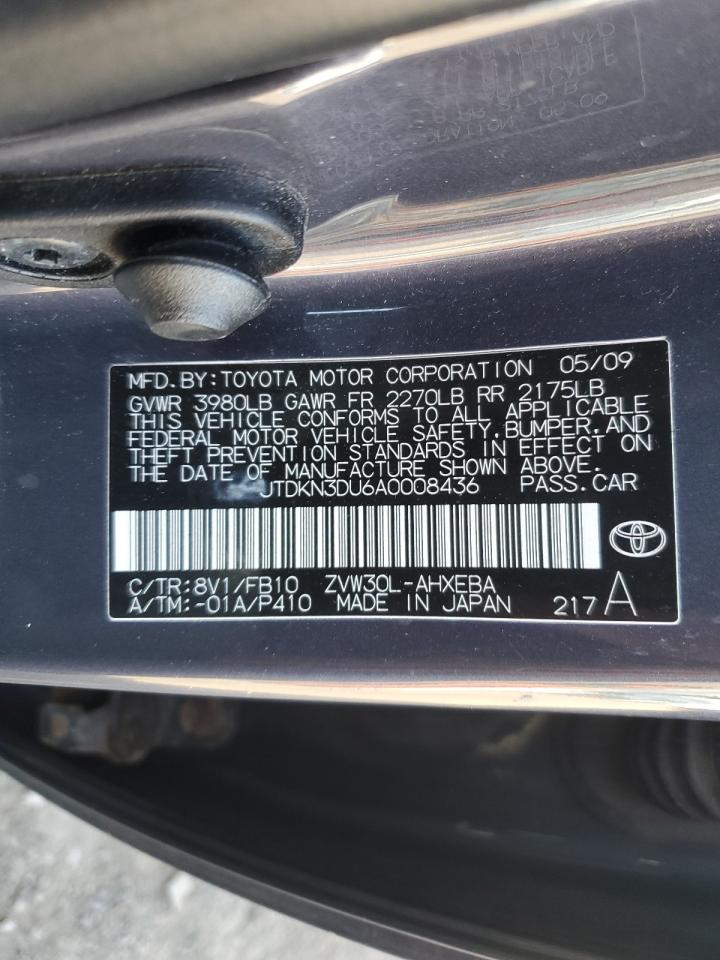 MFD. BY: TOYOTA MOTOR CORPORATION 05/09
GVWR 3980LB GAWR FR 2270LB RR 2175LB
THIS VEHICLE CONFORMS TO ALL APPLICABLE
FEDERAL MOTOR VEHICLE SAFETY, BUMPER, AND
THEFT PREVENTION STANDARDS IN EFFECT ON
THE DATE OF MANUFACTURE SHOWN ABOVE.
JTDKN3DU6A0008436 PASS. CAR
C/TR: 8V1/FB10 ZVW30L-AHXEBA
A/TM: -01A/P410 MADE IN JAPAN 217 A